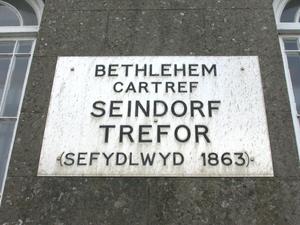 BETHLEHEM
CARTREF
SEINDORF
TREFOR
(SEFYDLWYD 1863)